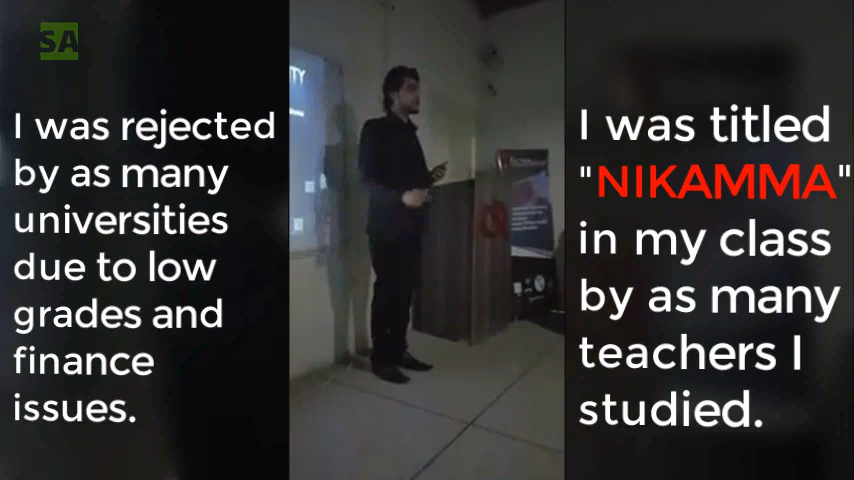 SA
I was rejected
by as many
universities
due to low
grades and
finance
issues.
ITY
I was titled
"NIKAMMA"
in my class
by as many
teachers I
studied.